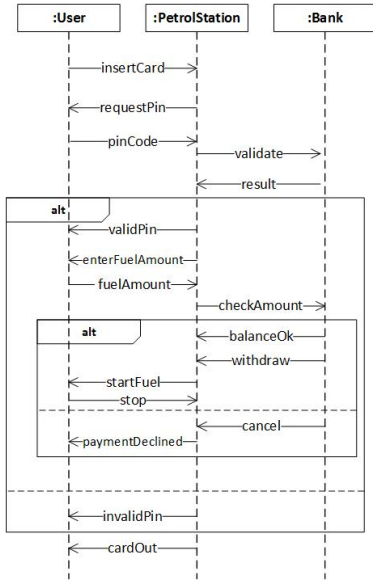 :User
:PetrolStation
:Bank
insertCard
requestPin
pinCode
validate
result
alt
validPin
enterFuelAmount
fuelAmount
checkAmount
alt
balanceOk
withdraw
startFuel
stop
cancel
paymentDeclined
invalidPin
cardOut